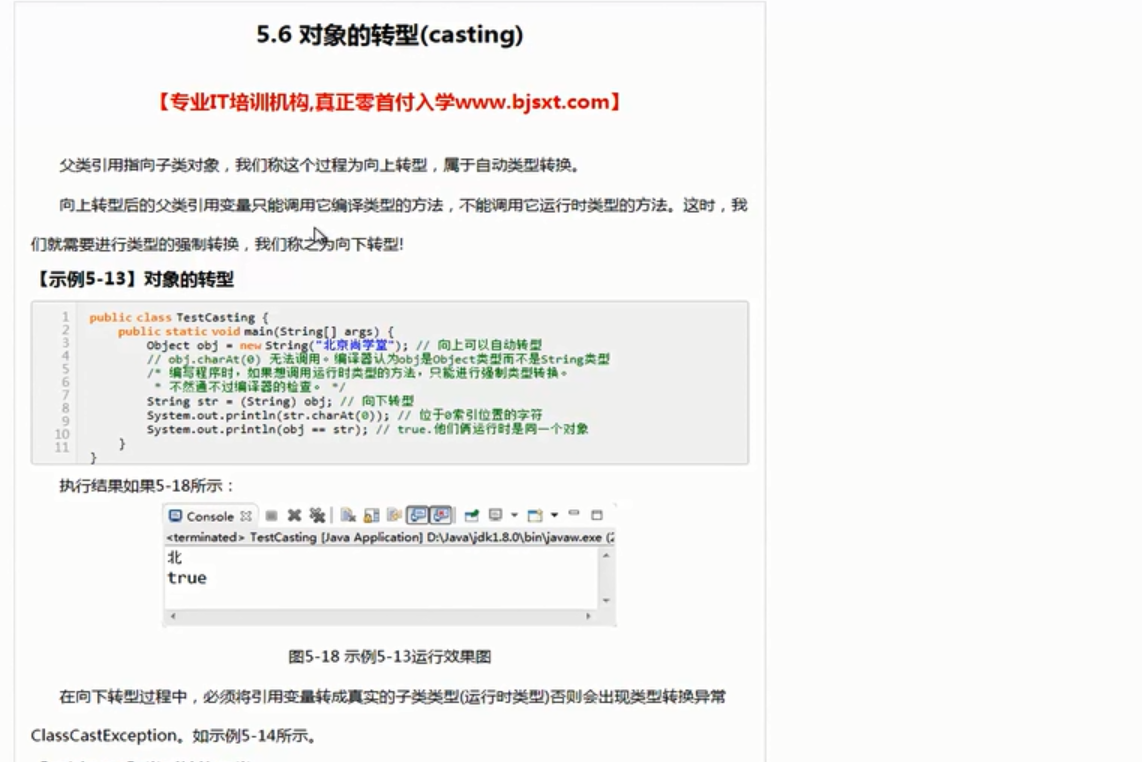 5.6 对象的转型(casting)
【专业IT培训机构,真正零首付入学www.bjsxt.com】
父类引用指向子类对象，我们称这个过程为向上转型，属于自动类型转换。
向上转型后的父类引用变量只能调用它编译类型的方法，不能调用它运行时类型的方法。这时，我
们就需要进行类型的强制转换，我们称之为向下转型!
【示例5-13】对象的转型
1 public class TestCasting {
2 public static void main(String[] args) {
3 Object obj = new String("北京尚学堂"); // 向上可以自动转型
4 // obj.charAt(0) 无法调用。编译器认为obj是Object类型而不是String类型
5 /* 编写程序时，如果想调用运行时类型的方法，只能进行强制类型转换。
6 * 不然通不过编译器的检查。 */
7 String str = (String) obj; // 向下转型
8 System.out.println(str.charAt(0)); // 位于0索引位置的字符
9 System.out.println(obj == str); // true.他们俩运行时是同一个对象
10 }
11 }
执行结果如果5-18所示：
Console
<terminated> TestCasting [Java Application] D:\Java\jdk1.8.0\bin\javaw.exe (
北
true
图5-18 示例5-13运行效果图
在向下转型过程中，必须将引用变量转成真实的子类类型(运行时类型)否则会出现类型转换异常
ClassCastException。如示例5-14所示。